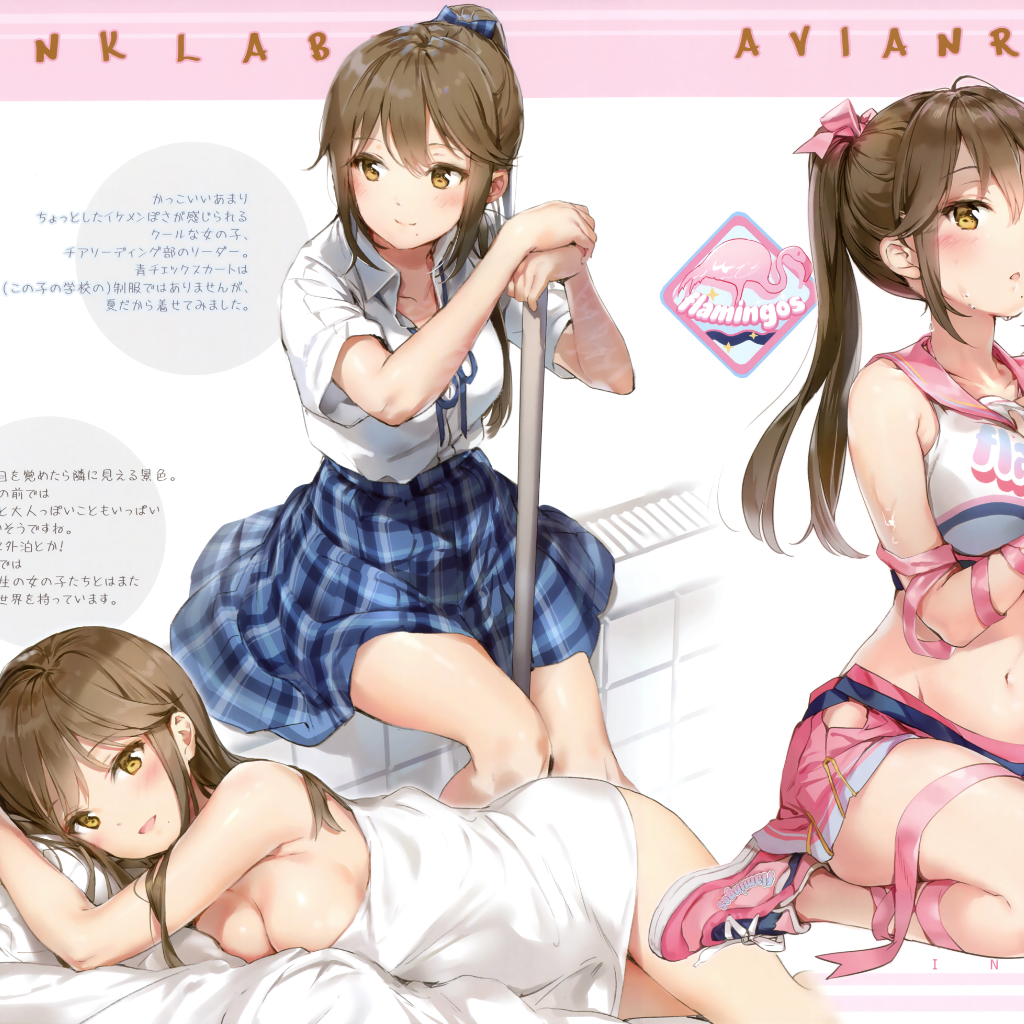 NKLAB
AVIANR
かっこいいあまり
ちょっとしたイケメンぽさが感じられる
クールな女の子、
チアリーディング部のリーダー。
青チェックスカートは
(この子の学校の)制服ではありませんが、
夏だから着せてみました。
flamingos
fla
目を覚めたら隣に見える景色。
の前では
と大人っぽいこともいっぱい
そうですね。
外泊とか!
では
生の女の子たちとはまた
世界を持っています。
flamingos
I N